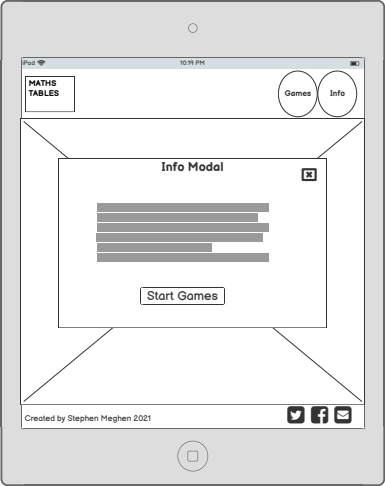 iPad
10:19 PM
MATHS
TABLES
Games
Info
Info Modal
Start Games
Created by Stephen Meghen 2021